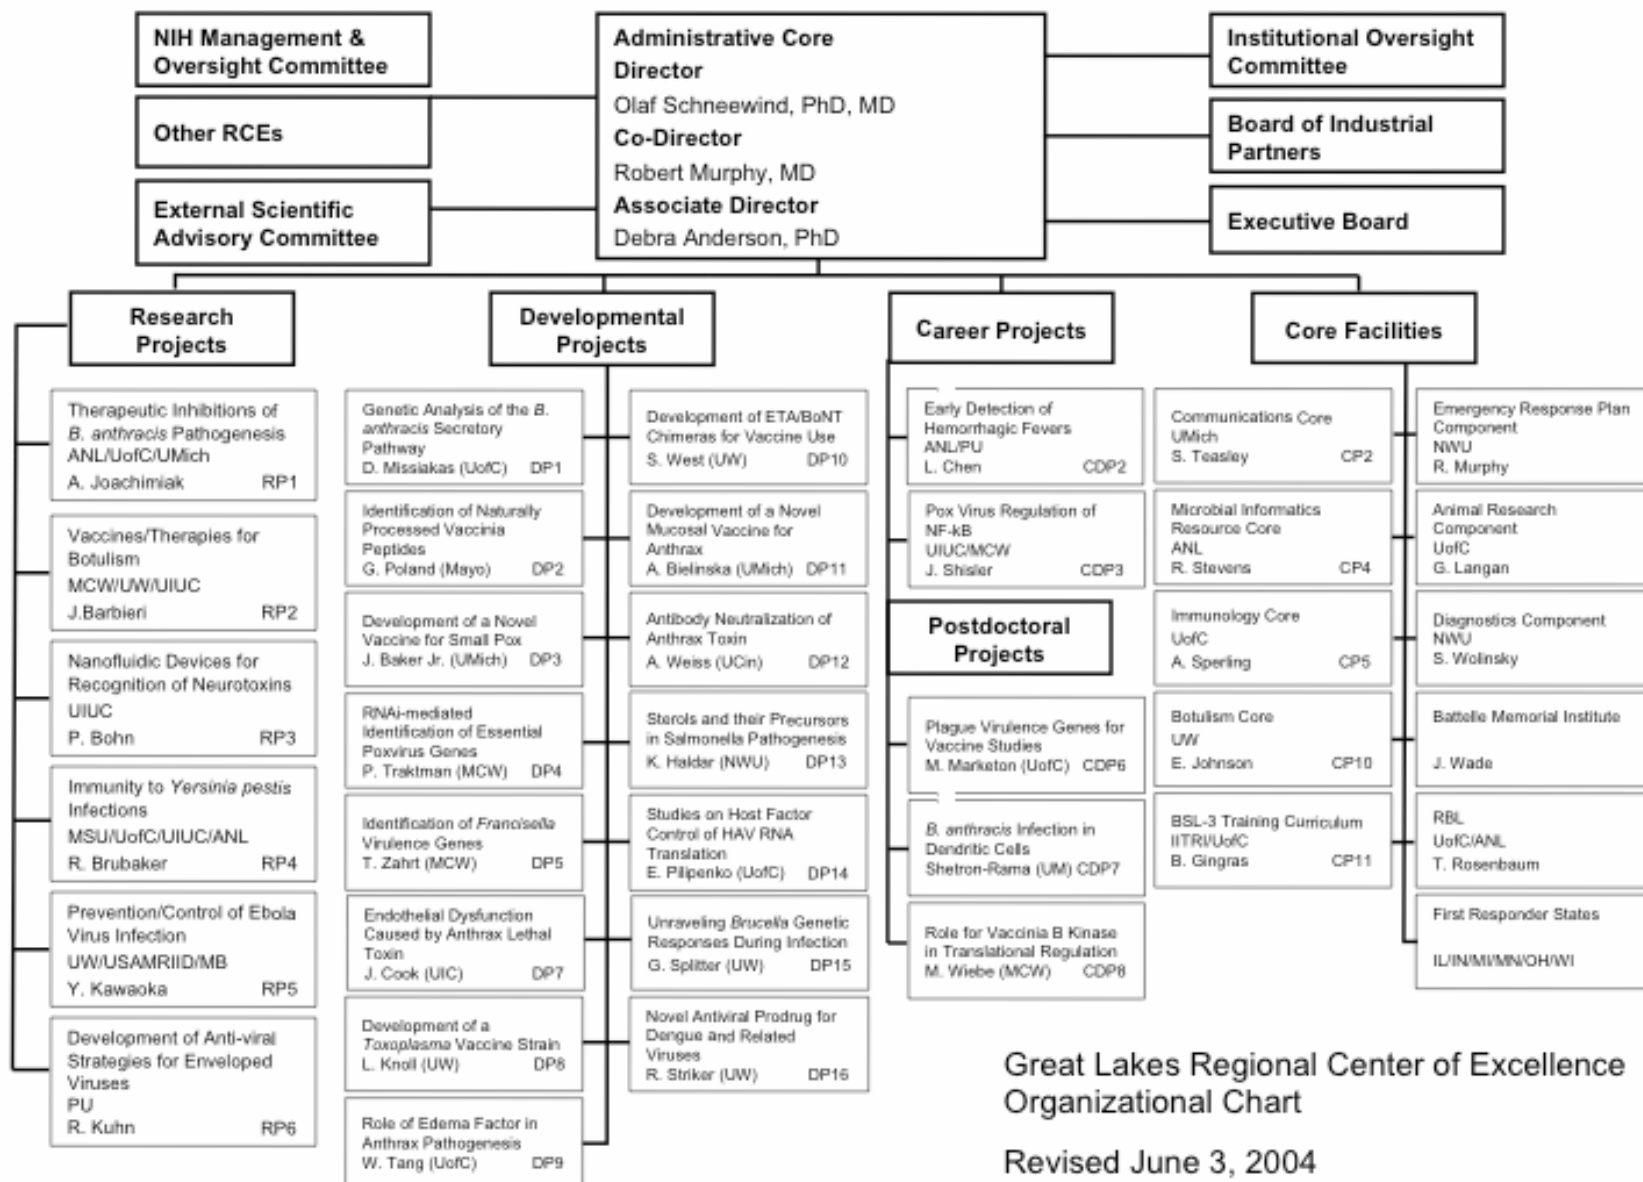 NIH Management &
Oversight Committee
Other RCEs
External Scientific
Advisory Committee
Administrative Core
Director
Olaf Schneewind, PhD, MD
Co-Director
Robert Murphy, MD
Associate Director
Debra Anderson, PhD
Institutional Oversight
Committee
Board of Industrial
Partners
Executive Board
Research
Projects
Therapeutic Inhibitions of
B. anthracis Pathogenesis
ANL/UofC/UMich
A. Joachimiak RP1
Vaccines/Therapies for
Botulism
MCW/UW/UIUC
J.Barbieri RP2
Nanofluidic Devices for
Recognition of Neurotoxins
UIUC
P. Bohn RP3
Immunity to Yersinia pestis
Infections
MSU/UofC/UIUC/ANL
R. Brubaker RP4
Prevention/Control of Ebola
Virus Infection
UW/USAMRIID/MB
Y. Kawaoka RP5
Development of Anti-viral
Strategies for Enveloped
Viruses
PU
R. Kuhn RP6
Developmental
Projects
Genetic Analysis of the B.
anthracis Secretory
Pathway
D. Missiakas (UofC) DP1
Identification of Naturally
Processed Vaccinia
Peptides
G. Poland (Mayo) DP2
Development of a Novel
Vaccine for Small Pox
J. Baker Jr. (UMich) DP3
RNAi-mediated
Identification of Essential
Poxvirus Genes
P. Traktman (MCW) DP4
Identification of Francisella
Virulence Genes
T. Zahrt (MCW) DP5
Endothelial Dysfunction
Caused by Anthrax Lethal
Toxin
J. Cook (UIC) DP7
Development of a
Toxoplasma Vaccine Strain
L. Knoll (UW) DP8
Role of Edema Factor in
Anthrax Pathogenesis
W. Tang (UofC) DP9
Development of ETA/BoNT
Chimeras for Vaccine Use
S. West (UW) DP10
Development of a Novel
Mucosal Vaccine for
Anthrax
A. Bielinska (UMich) DP11
Antibody Neutralization of
Anthrax Toxin
A. Weiss (UCin) DP12
Sterols and their Precursors
in Salmonella Pathogenesis
K. Haldar (NWU) DP13
Studies on Host Factor
Control of HAV RNA
Translation
E. Pilipenko (UofC) DP14
Unraveling Brucella Genetic
Responses During Infection
G. Splitter (UW) DP15
Novel Antiviral Prodrug for
Dengue and Related
Viruses
R. Striker (UW) DP16
Career Projects
Early Detection of
Hemorrhagic Fevers
ANL/PU
L. Chen CDP2
Pox Virus Regulation of
NF-kB
UIUC/MCW
J. Shisler CDP3
Postdoctoral
Projects
Plague Virulence Genes for
Vaccine Studies
M. Marketon (UofC) CDP6
B. anthracis Infection in
Dendritic Cells
Shetron-Rama (UM) CDP7
Role for Vaccinia B Kinase
in Translational Regulation
M. Wiebe (MCW) CDP8
Core Facilities
Communications Core
UMich
S. Teasley CP2
Microbial Informatics
Resource Core
ANL
R. Stevens CP4
Immunology Core
UofC
A. Sperling CP5
Botulism Core
UW
E. Johnson CP10
BSL-3 Training Curriculum
IITRI/UofC
B. Gingras CP11
Emergency Response Plan
Component
NWU
R. Murphy
Animal Research
Component
UofC
G. Langan
Diagnostics Component
NWU
S. Wolinsky
Battelle Memorial Institute
J. Wade
RBL
UofC/ANL
T. Rosenbaum
First Responder States
IL/IN/MI/MN/OH/WI
Great Lakes Regional Center of Excellence
Organizational Chart
Revised June 3, 2004